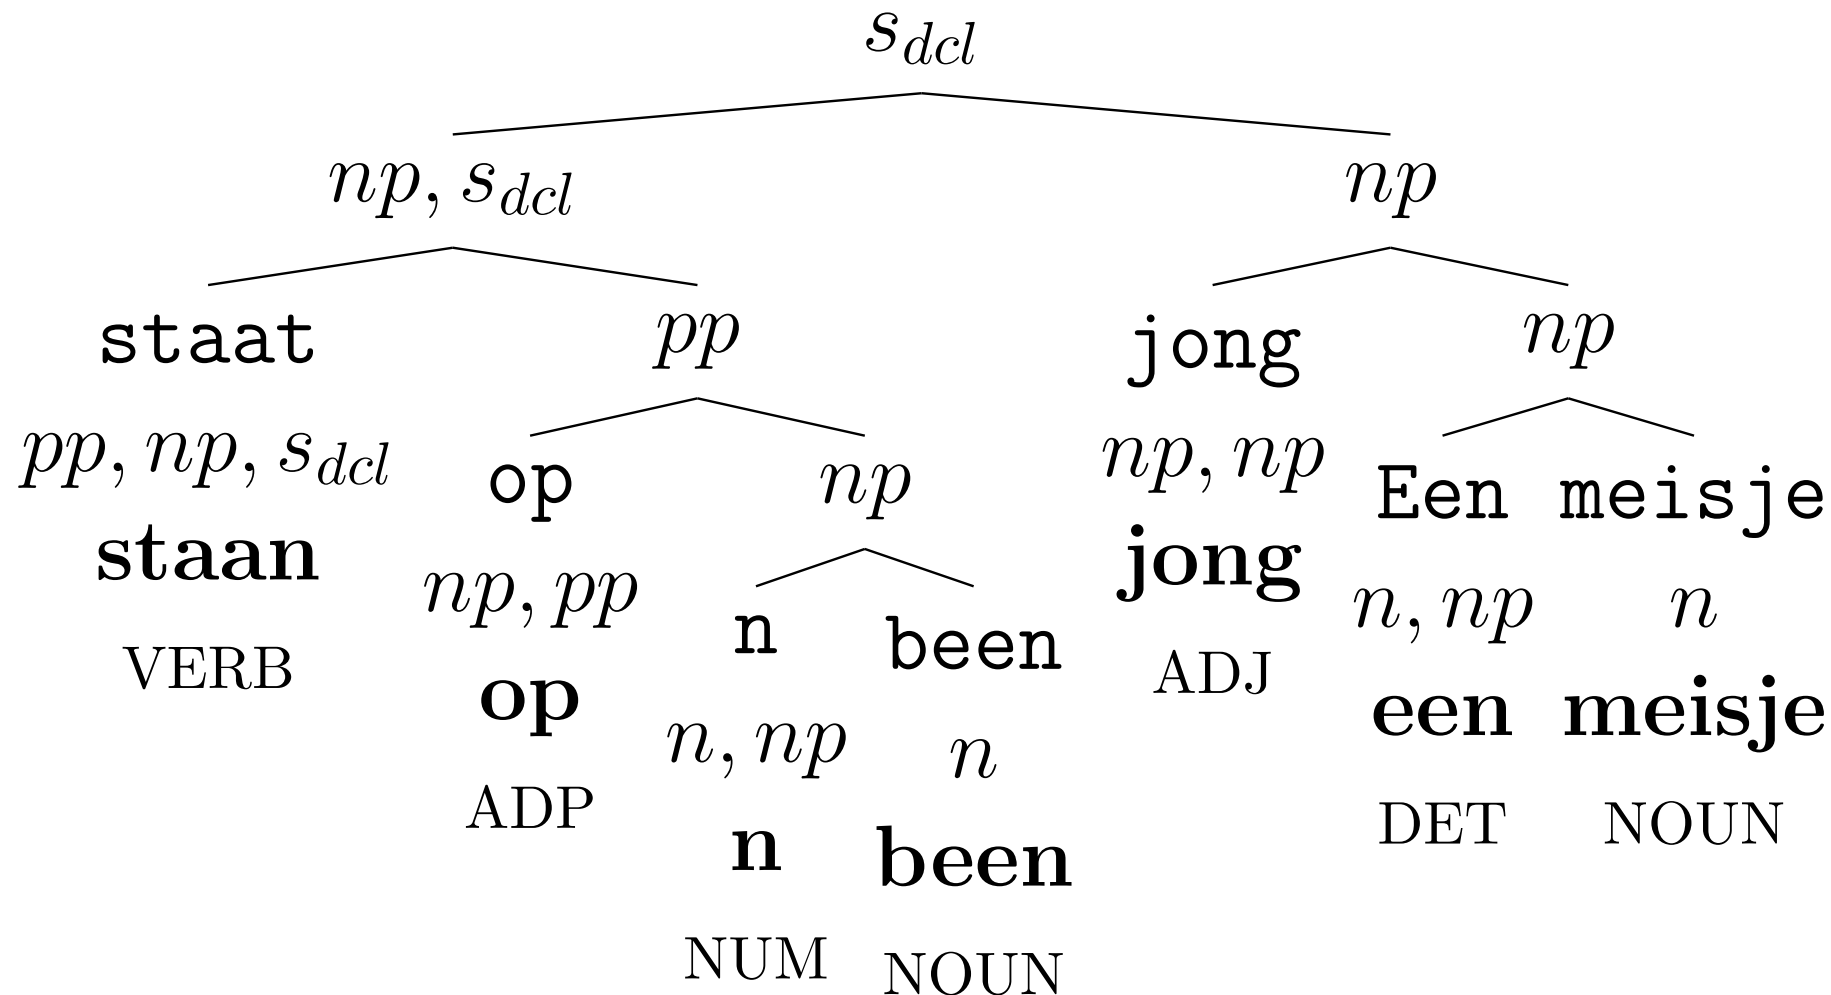 s_dcl
np, s_dcl np
staat pp jong np
pp, np, s_dcl op np np, np Een meisje
staan np, pp n been jong n, np n
VERB op n, np n ADJ een meisje
ADP n been DET NOUN
NUM NOUN